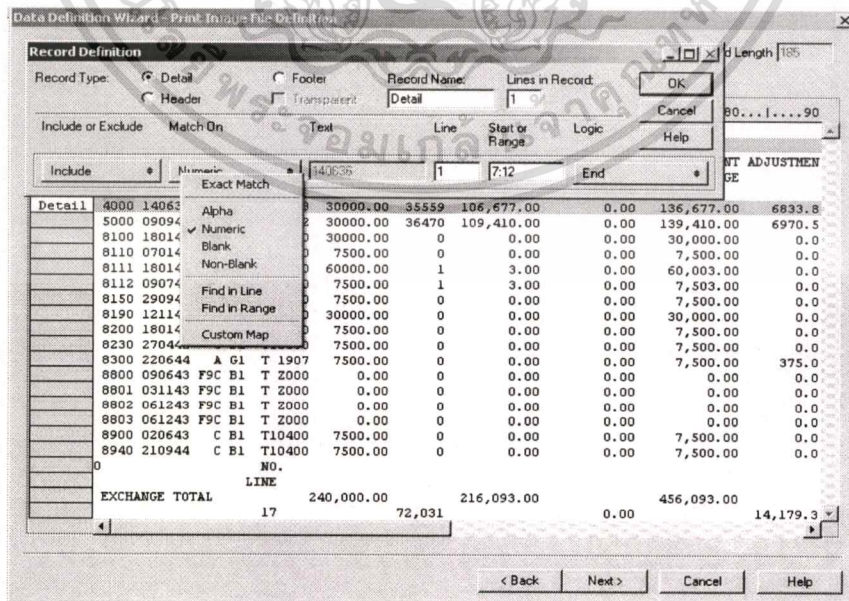 Data Definition Wizard - Print Image File Definition
Record Definition
d Length 185
Record Type: Detail Footer Record Name: Lines in Record: OK
Header Transparent Detail 1 Cancel
80...|....90
Include or Exclude Match On Text Line Start or Range Logic Help
Include Numeric 140636 1 7:12 End
NT ADJUSTMEN
GE
Exact Match
Alpha
Numeric
Blank
Non-Blank
Find in Line
Find in Range
Custom Map
Detail 4000 14063 30000.00 35559 106,677.00 0.00 136,677.00 6833.8
5000 09094 30000.00 36470 109,410.00 0.00 139,410.00 6970.5
8100 18014 30000.00 0 0.00 0.00 30,000.00 0.0
8110 07014 7500.00 0 0.00 0.00 7,500.00 0.0
8111 18014 60000.00 1 3.00 0.00 60,003.00 0.0
8112 09074 7500.00 1 3.00 0.00 7,503.00 0.0
8150 29094 7500.00 0 0.00 0.00 7,500.00 0.0
8190 12114 30000.00 0 0.00 0.00 30,000.00 0.0
8200 18014 7500.00 0 0.00 0.00 7,500.00 0.0
8230 27044 7500.00 0 0.00 0.00 7,500.00 0.0
8300 220644 A G1 T 1907 7500.00 0 0.00 0.00 7,500.00 375.0
8800 090643 F9C B1 T Z000 0.00 0 0.00 0.00 0.00 0.0
8801 031143 F9C B1 T Z000 0.00 0 0.00 0.00 0.00 0.0
8802 061243 F9C B1 T Z000 0.00 0 0.00 0.00 0.00 0.0
8803 061243 F9C B1 T Z000 0.00 0 0.00 0.00 0.00 0.0
8900 020643 C B1 T10400 7500.00 0 0.00 0.00 7,500.00 0.0
8940 210944 C B1 T10400 7500.00 0 0.00 0.00 7,500.00 0.0
0 NO.
LINE
EXCHANGE TOTAL 240,000.00 216,093.00 456,093.00
17 72,031 0.00 14,179.3
< Back Next > Cancel Help